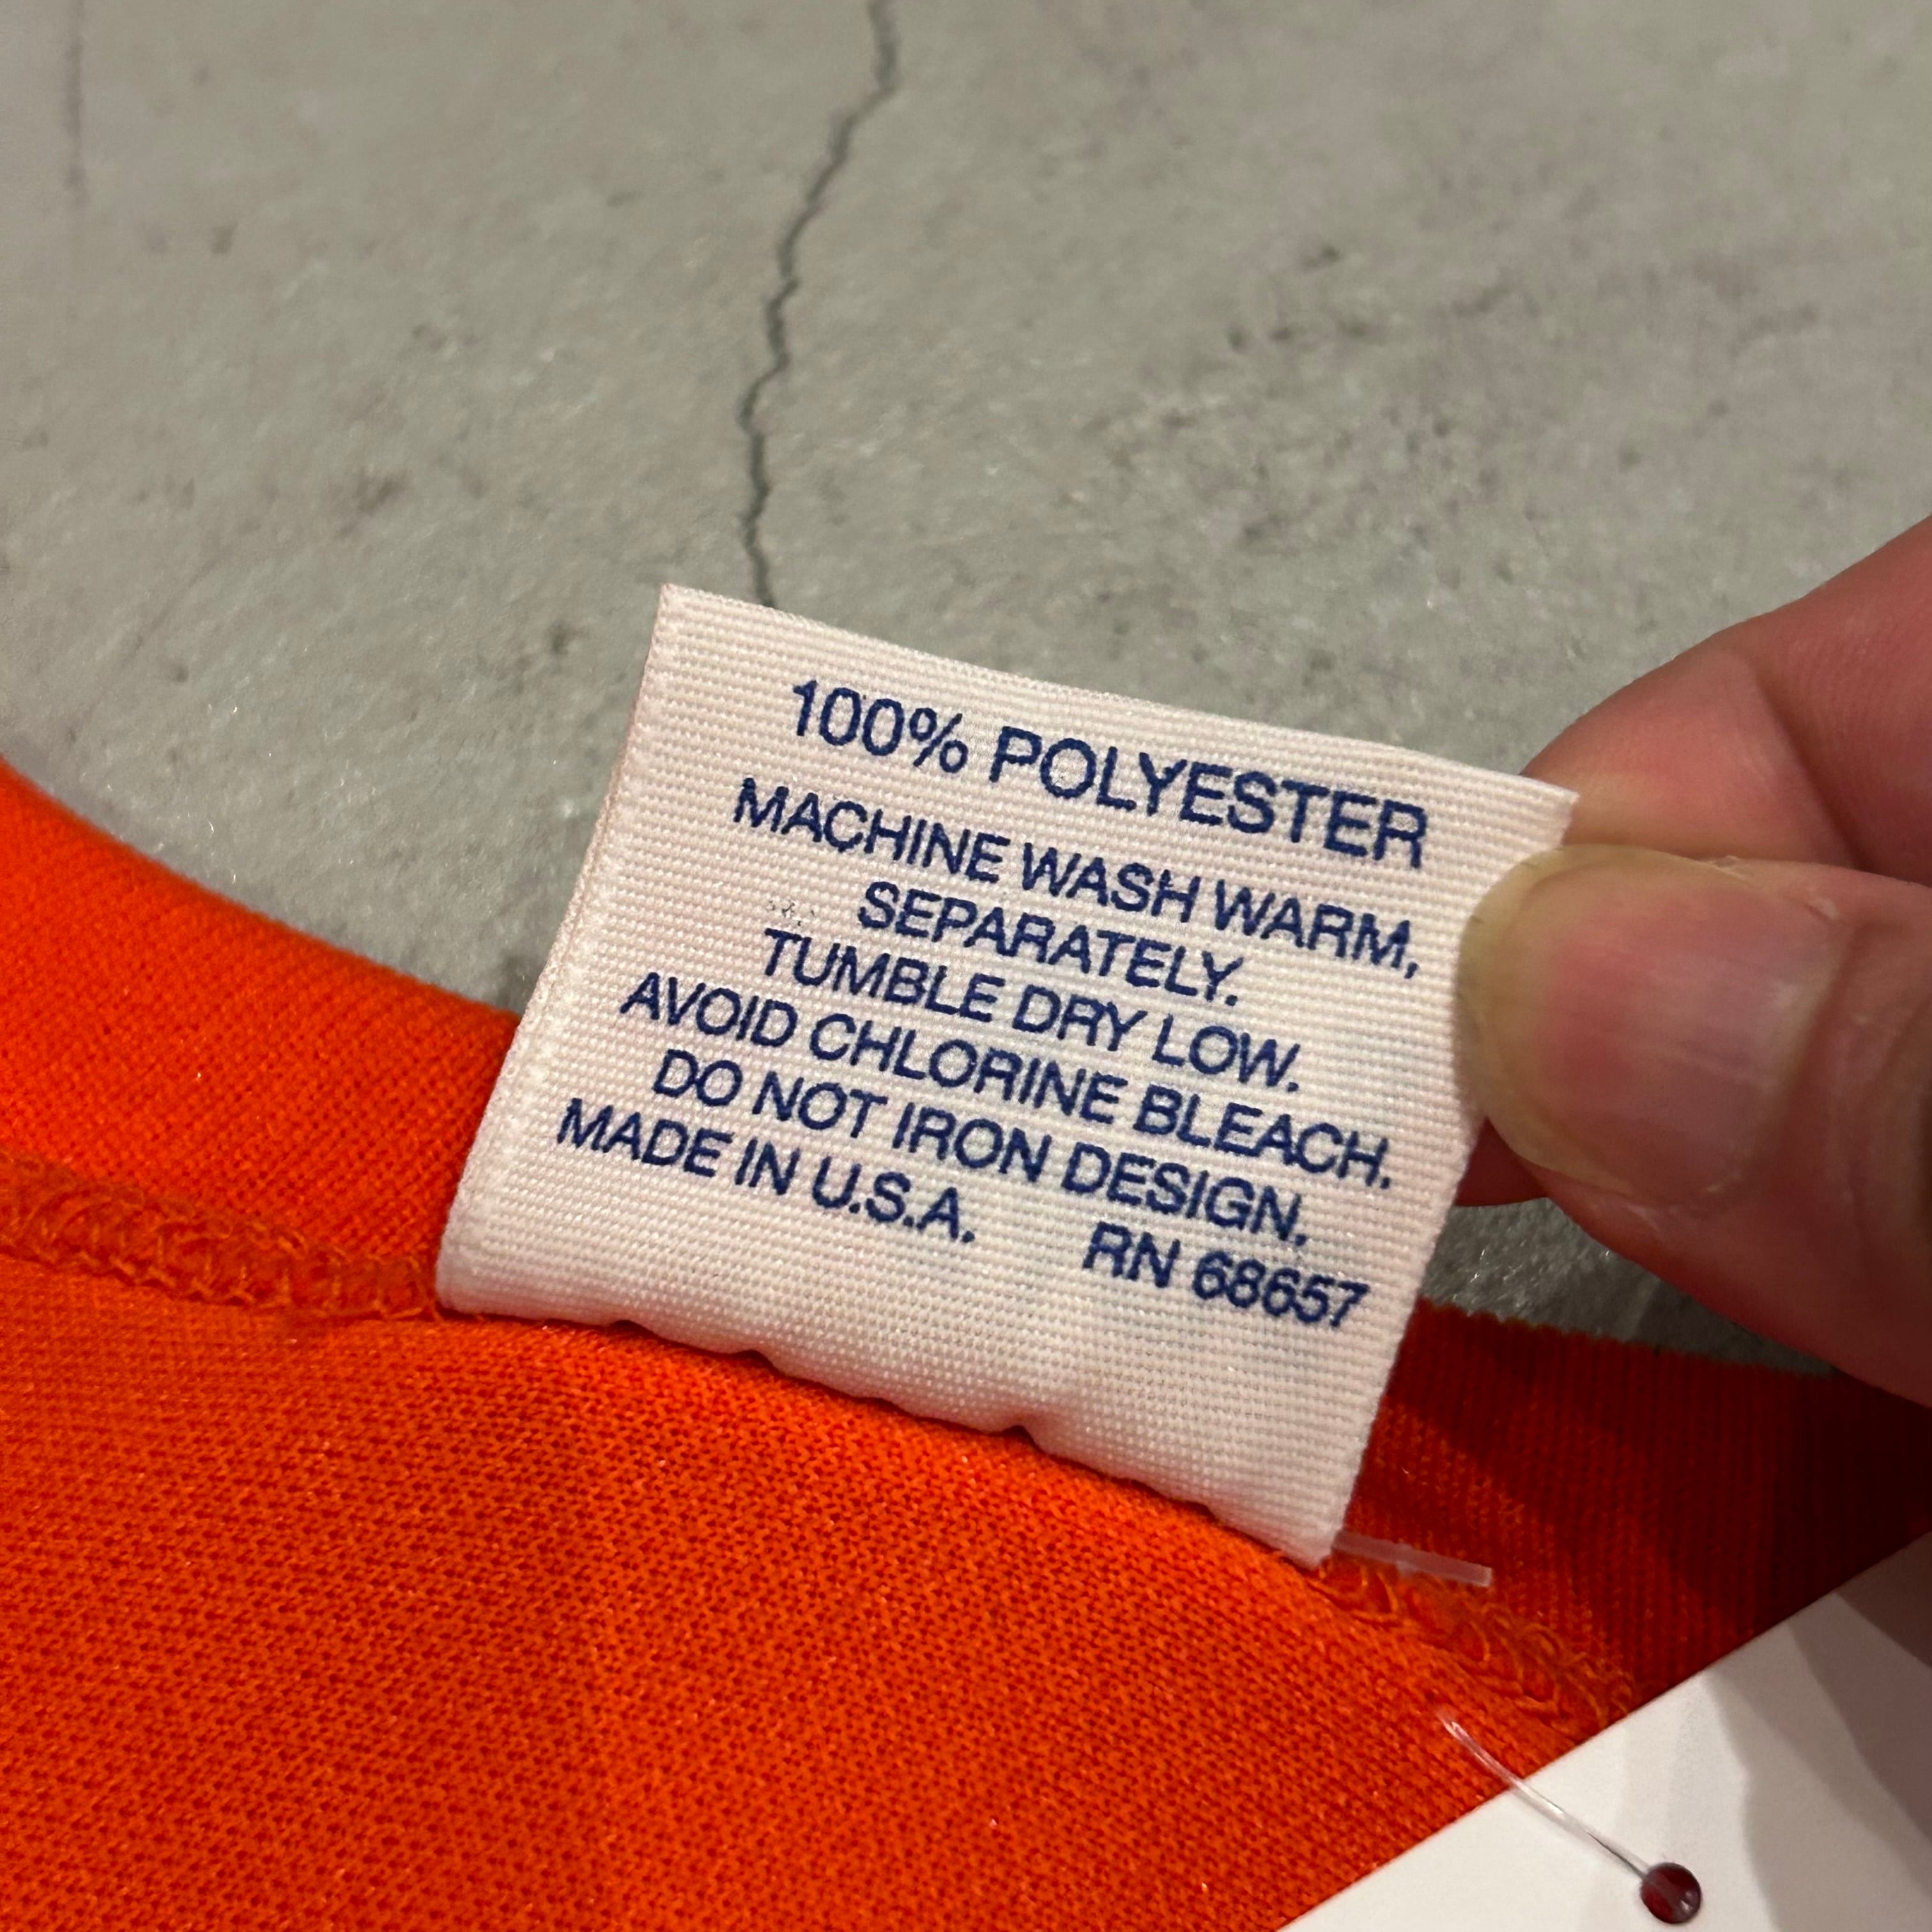 100% POLYESTER
MACHINE WASH WARM,
SEPARATELY.
TUMBLE DRY LOW.
AVOID CHLORINE BLEACH.
DO NOT IRON DESIGN.
MADE IN U.S.A. RN 68657